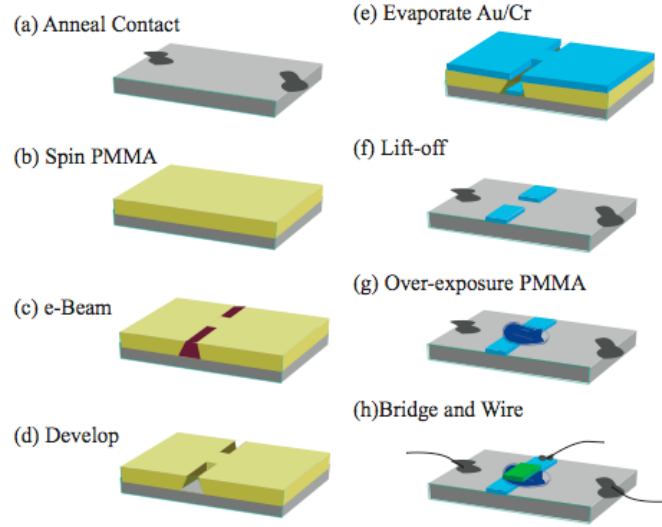 (a) Anneal Contact
(b) Spin PMMA
(c) e-Beam
(d) Develop
(e) Evaporate Au/Cr
(f) Lift-off
(g) Over-exposure PMMA
(h)Bridge and Wire